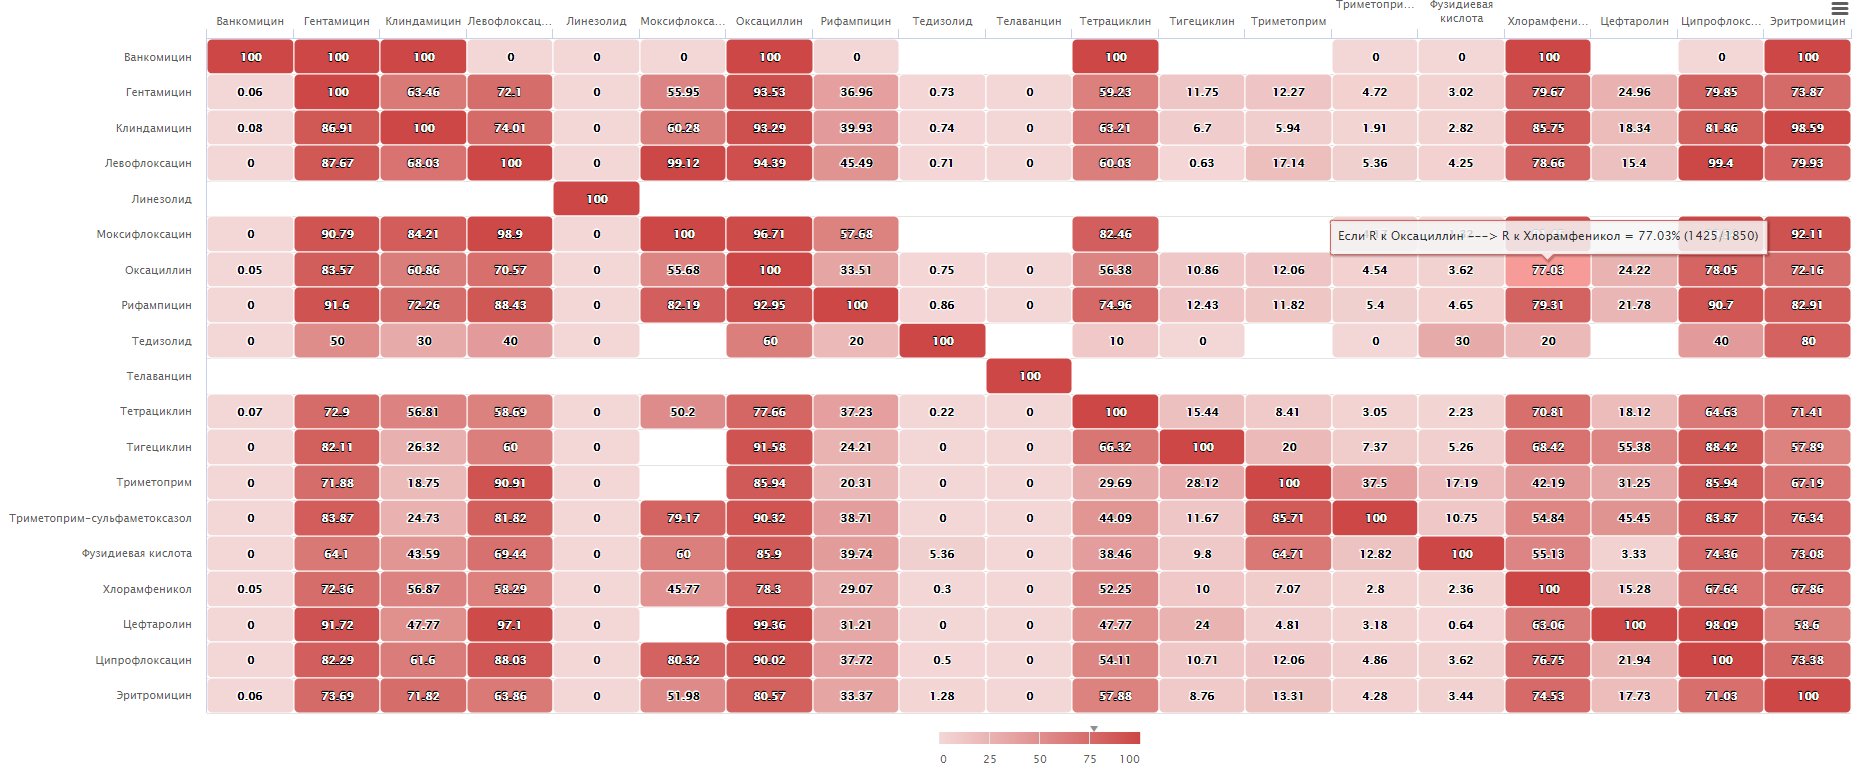 Ванкомицин Гентамицин Клиндамицин Левофлоксац... Линезолид Моксифлокса... Оксациллин Рифампицин Тедизолид Телаванцин Тетрациклин Тигециклин Триметоприм Триметопри... Фузидиевая кислота Хлорамфени... Цефтаролин Ципрофлокс... Эритромицин
Ванкомицин 100 100 100 0 0 0 100 0 100 0 0 100 0 100
Гентамицин 0.06 100 63.46 72.1 0 55.95 93.53 36.96 0.73 0 59.23 11.75 12.27 4.72 3.02 79.67 24.96 79.85 73.87
Клиндамицин 0.08 86.91 100 74.01 0 60.28 93.29 39.93 0.74 0 63.21 6.7 5.94 1.91 2.82 85.75 18.34 81.86 98.59
Левофлоксацин 0 87.67 68.03 100 0 99.12 94.39 45.49 0.71 0 60.03 0.63 17.14 5.36 4.25 78.66 15.4 99.4 79.93
Линезолид 100
Моксифлоксацин 0 90.79 84.21 98.9 0 100 96.71 57.68 82.46 92.11
Если R к Оксациллин ---> R к Хлорамфеникол = 77.03% (1425/1850)
Оксациллин 0.05 83.57 60.86 70.57 0 55.68 100 33.51 0.75 0 56.38 10.86 12.06 4.54 3.62 77.03 24.22 78.05 72.16
Рифампицин 0 91.6 72.26 88.43 0 82.19 92.95 100 0.86 0 74.96 12.43 11.82 5.4 4.65 79.31 21.78 90.7 82.91
Тедизолид 0 50 30 40 0 60 20 100 10 0 0 30 20 40 80
Телаванцин 100
Тетрациклин 0.07 72.9 56.81 58.69 0 50.2 77.66 37.23 0.22 0 100 15.44 8.41 3.05 2.23 70.81 18.12 64.63 71.41
Тигециклин 0 82.11 26.32 60 0 91.58 24.21 0 0 66.32 100 20 7.37 5.26 68.42 55.38 88.42 57.89
Триметоприм 0 71.88 18.75 90.91 0 85.94 20.31 0 0 29.69 28.12 100 37.5 17.19 42.19 31.25 85.94 67.19
Триметоприм-сульфаметоксазол 0 83.87 24.73 81.82 0 79.17 90.32 38.71 0 0 44.09 11.67 85.71 100 10.75 54.84 45.45 83.87 76.34
Фузидиевая кислота 0 64.1 43.59 69.44 0 60 85.9 39.74 5.36 0 38.46 9.8 64.71 12.82 100 55.13 3.33 74.36 73.08
Хлорамфеникол 0.05 72.36 56.87 58.29 0 45.77 78.3 29.07 0.3 0 52.25 10 7.07 2.8 2.36 100 15.28 67.64 67.86
Цефтаролин 0 91.72 47.77 97.1 0 99.36 31.21 0 0 47.77 24 4.81 3.18 0.64 63.06 100 98.09 58.6
Ципрофлоксацин 0 82.29 61.6 88.03 0 80.32 90.02 37.72 0.5 0 54.11 10.71 12.06 4.86 3.62 76.75 21.94 100 73.38
Эритромицин 0.06 73.69 71.82 63.86 0 51.98 80.57 33.37 1.28 0 57.88 8.76 13.31 4.28 3.44 74.53 17.73 71.03 100
0 25 50 75 100